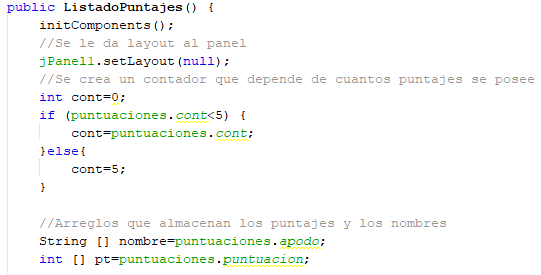 public ListadoPuntajes() {
initComponents();
//Se le da layout al panel
jPanel1.setLayout(null);
//Se crea un contador que depende de cuantos puntajes se posee
int cont=0;
if (puntuaciones.cont<5) {
cont=puntuaciones.cont;
}else{
cont=5;
}
//Arreglos que almacenan los puntajes y los nombres
String [] nombre=puntuaciones.apodo;
int [] pt=puntuaciones.puntuacion;